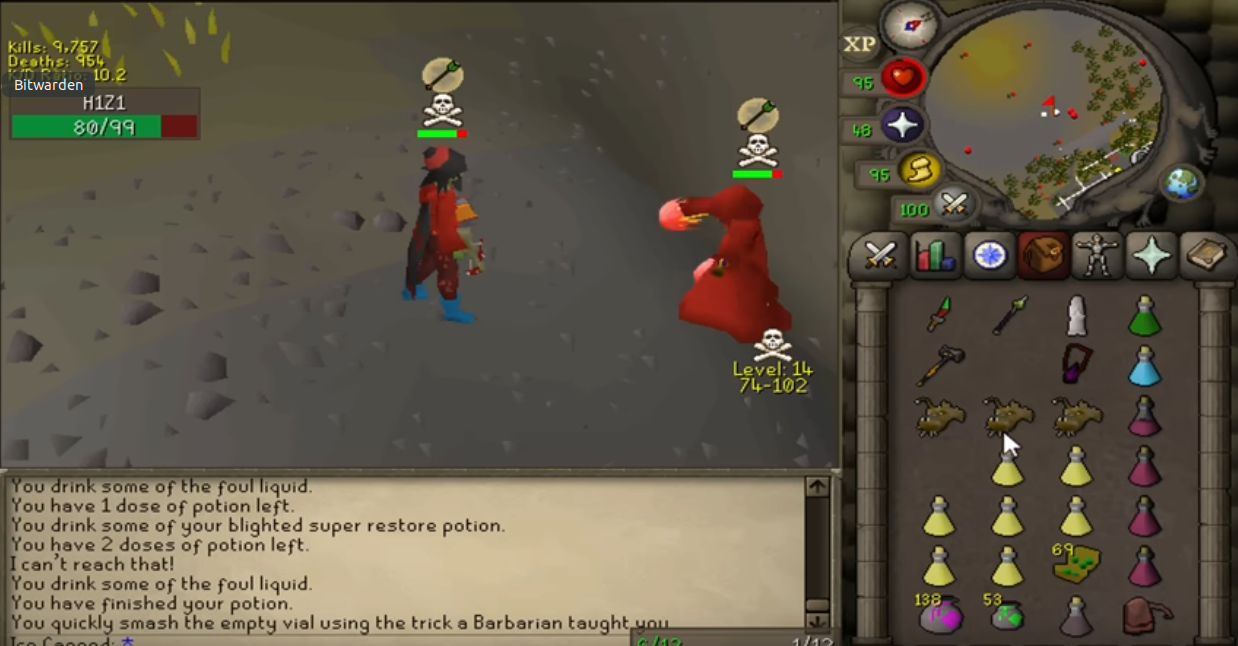 Kills: 9,757
Deaths: 954
K/D Ratio: 10.2
Bitwarden
H1Z1
80/99
XP
95
48
95
100
Level: 14
74-102
You drink some of the foul liquid.
You have 1 dose of potion left.
You drink some of your blighted super restore potion.
You have 2 doses of potion left.
I can't reach that!
You drink some of the foul liquid.
You have finished your potion.
You quickly smash the empty vial using the trick a Barbarian taught you
69
138
53